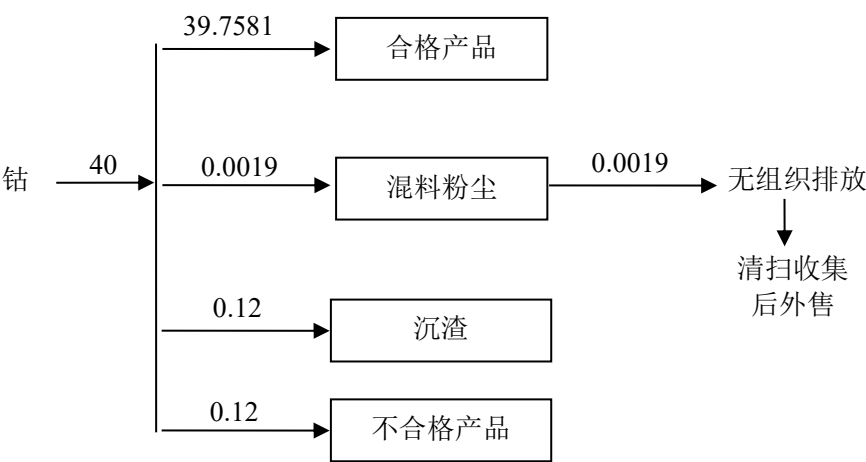 39.7581
合格产品
钴
40
0.0019
混料粉尘
0.0019
无组织排放
清扫收集
后外售
0.12
沉渣
0.12
不合格产品